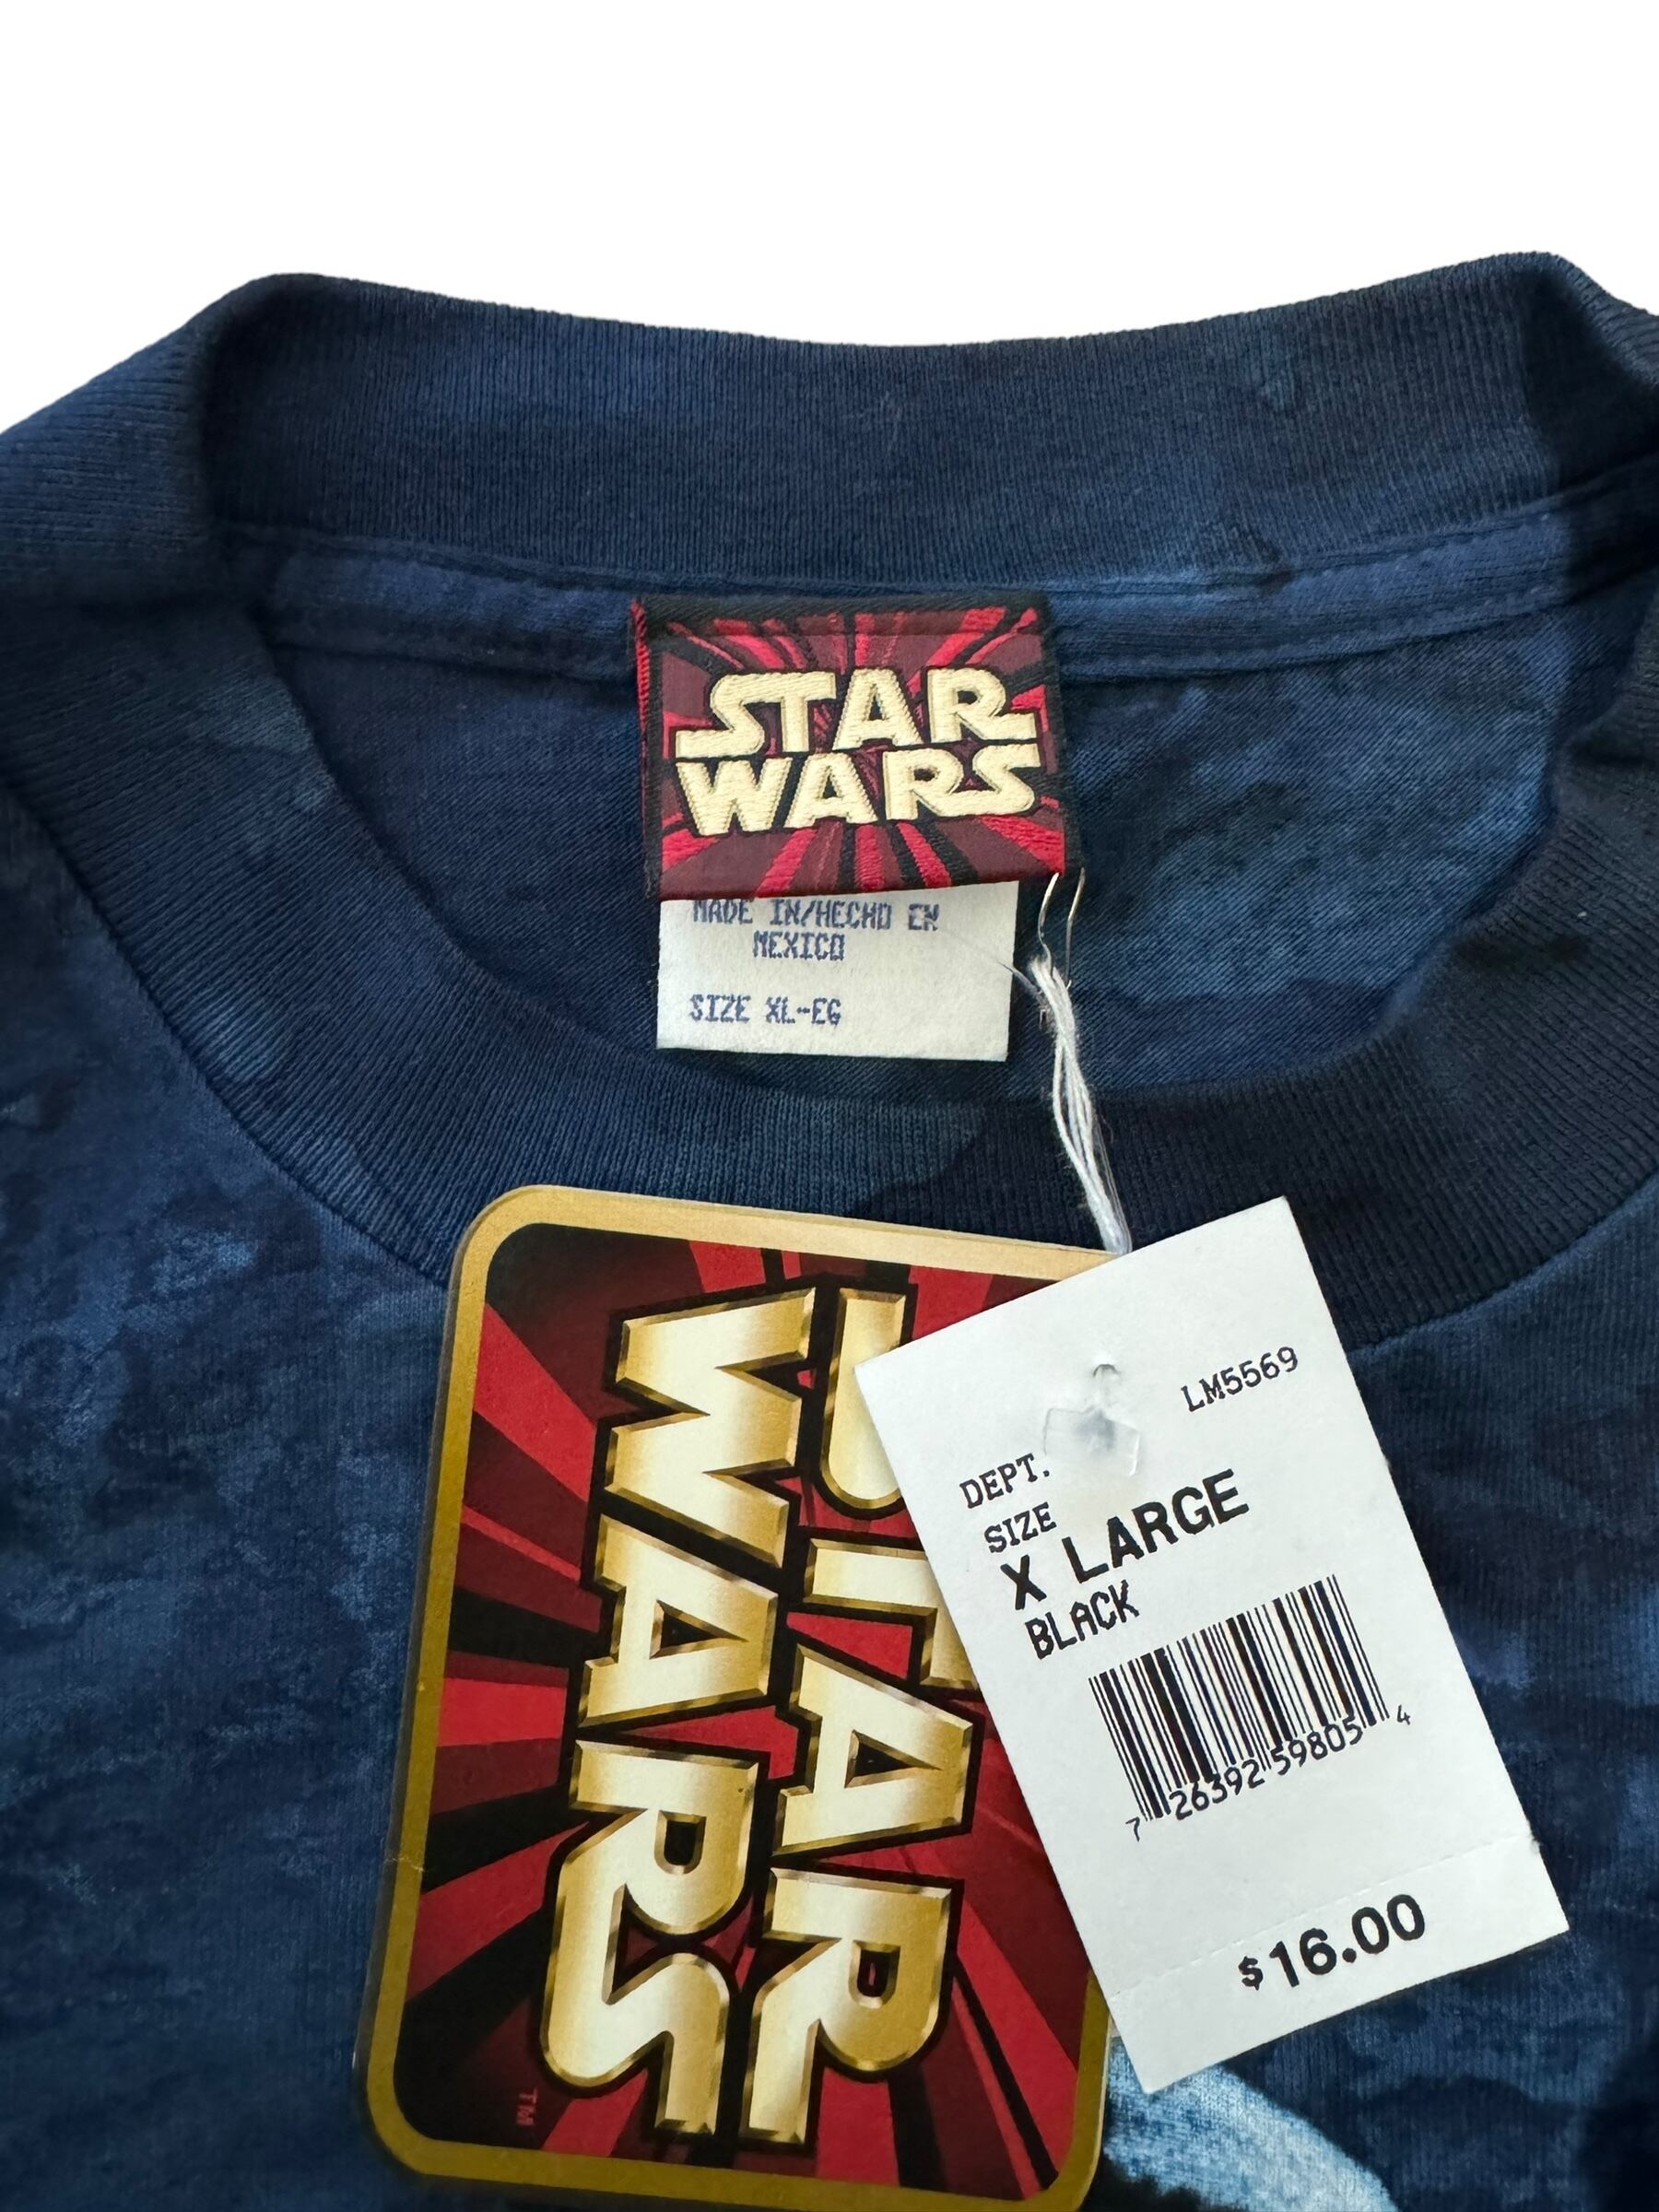 STAR
WARS
MADE IN/HECHO EN
MEXICO
SIZE XL-EG
STAR
WARS
TM
LM5569
DEPT.
SIZE
X LARGE
BLACK
7 26392 59805 4
$16.00